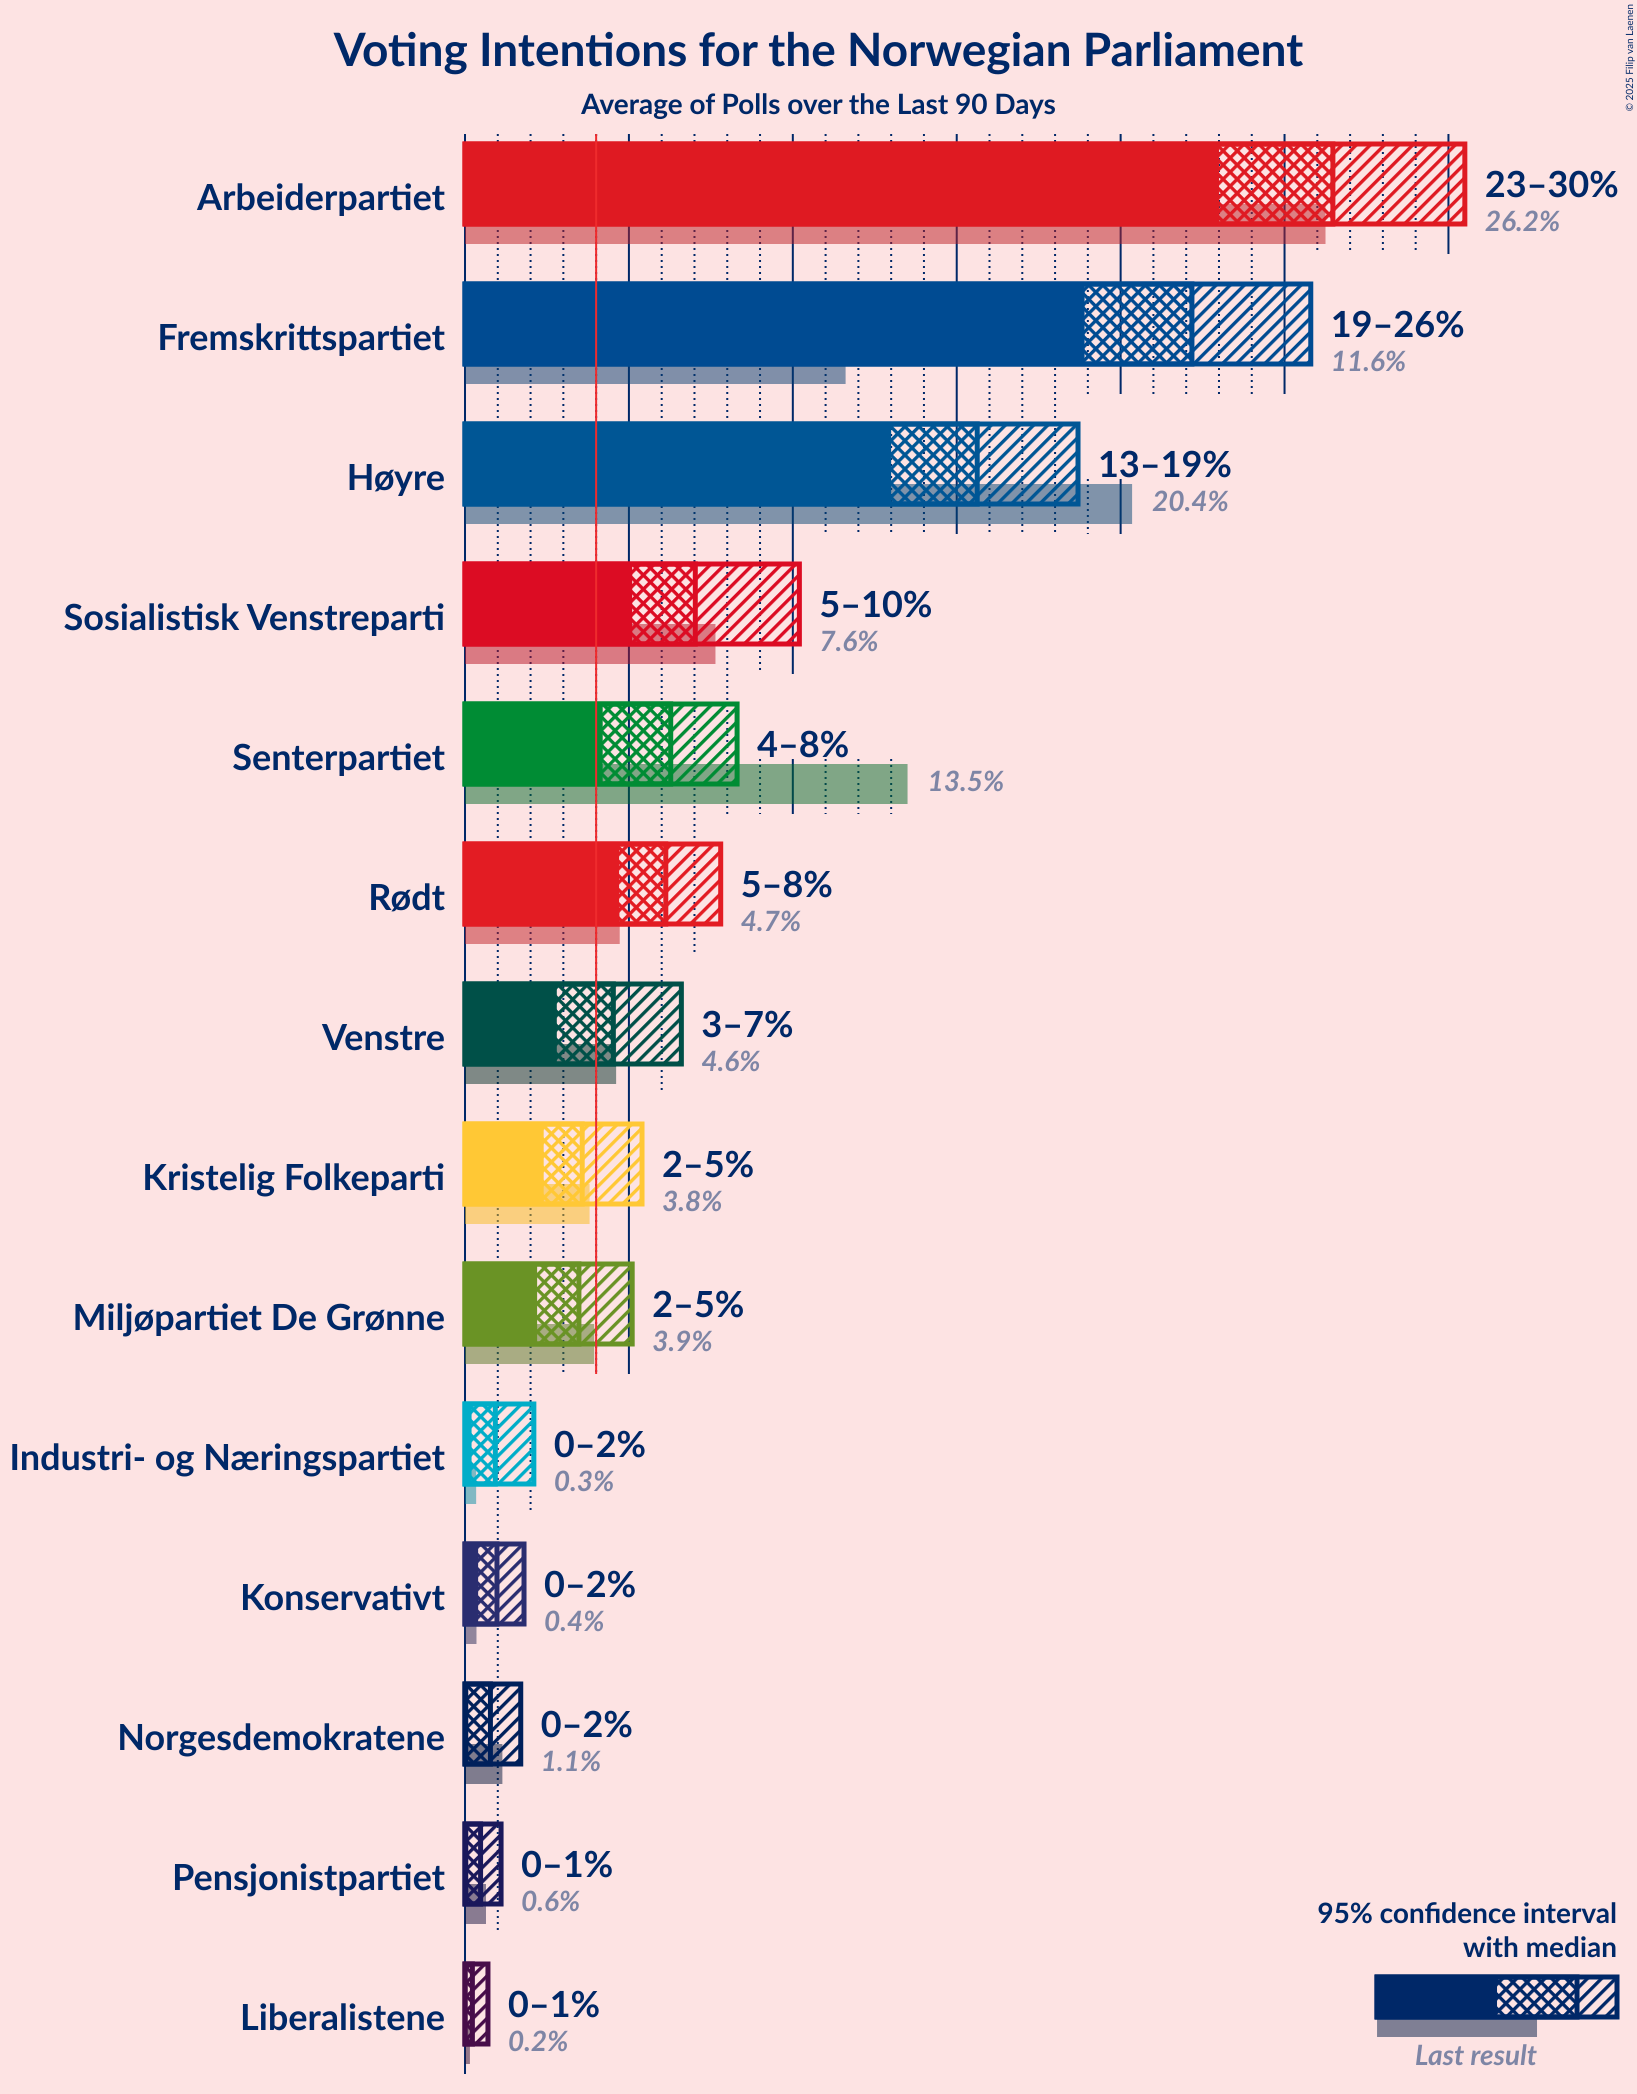 © 2025 Filip van Laenen
Voting Intentions for the Norwegian Parliament
Average of Polls over the Last 90 Days
Arbeiderpartiet
23–30%
26.2%
Fremskrittspartiet
19–26%
11.6%
Høyre
13–19%
20.4%
Sosialistisk Venstreparti
5–10%
7.6%
Senterpartiet
4–8%
13.5%
Rødt
5–8%
4.7%
Venstre
3–7%
4.6%
Kristelig Folkeparti
2–5%
3.8%
Miljøpartiet De Grønne
2–5%
3.9%
Industri- og Næringspartiet
0–2%
0.3%
Konservativt
0–2%
0.4%
Norgesdemokratene
0–2%
1.1%
Pensjonistpartiet
0–1%
0.6%
Liberalistene
0–1%
0.2%
95% confidence interval
with median
Last result